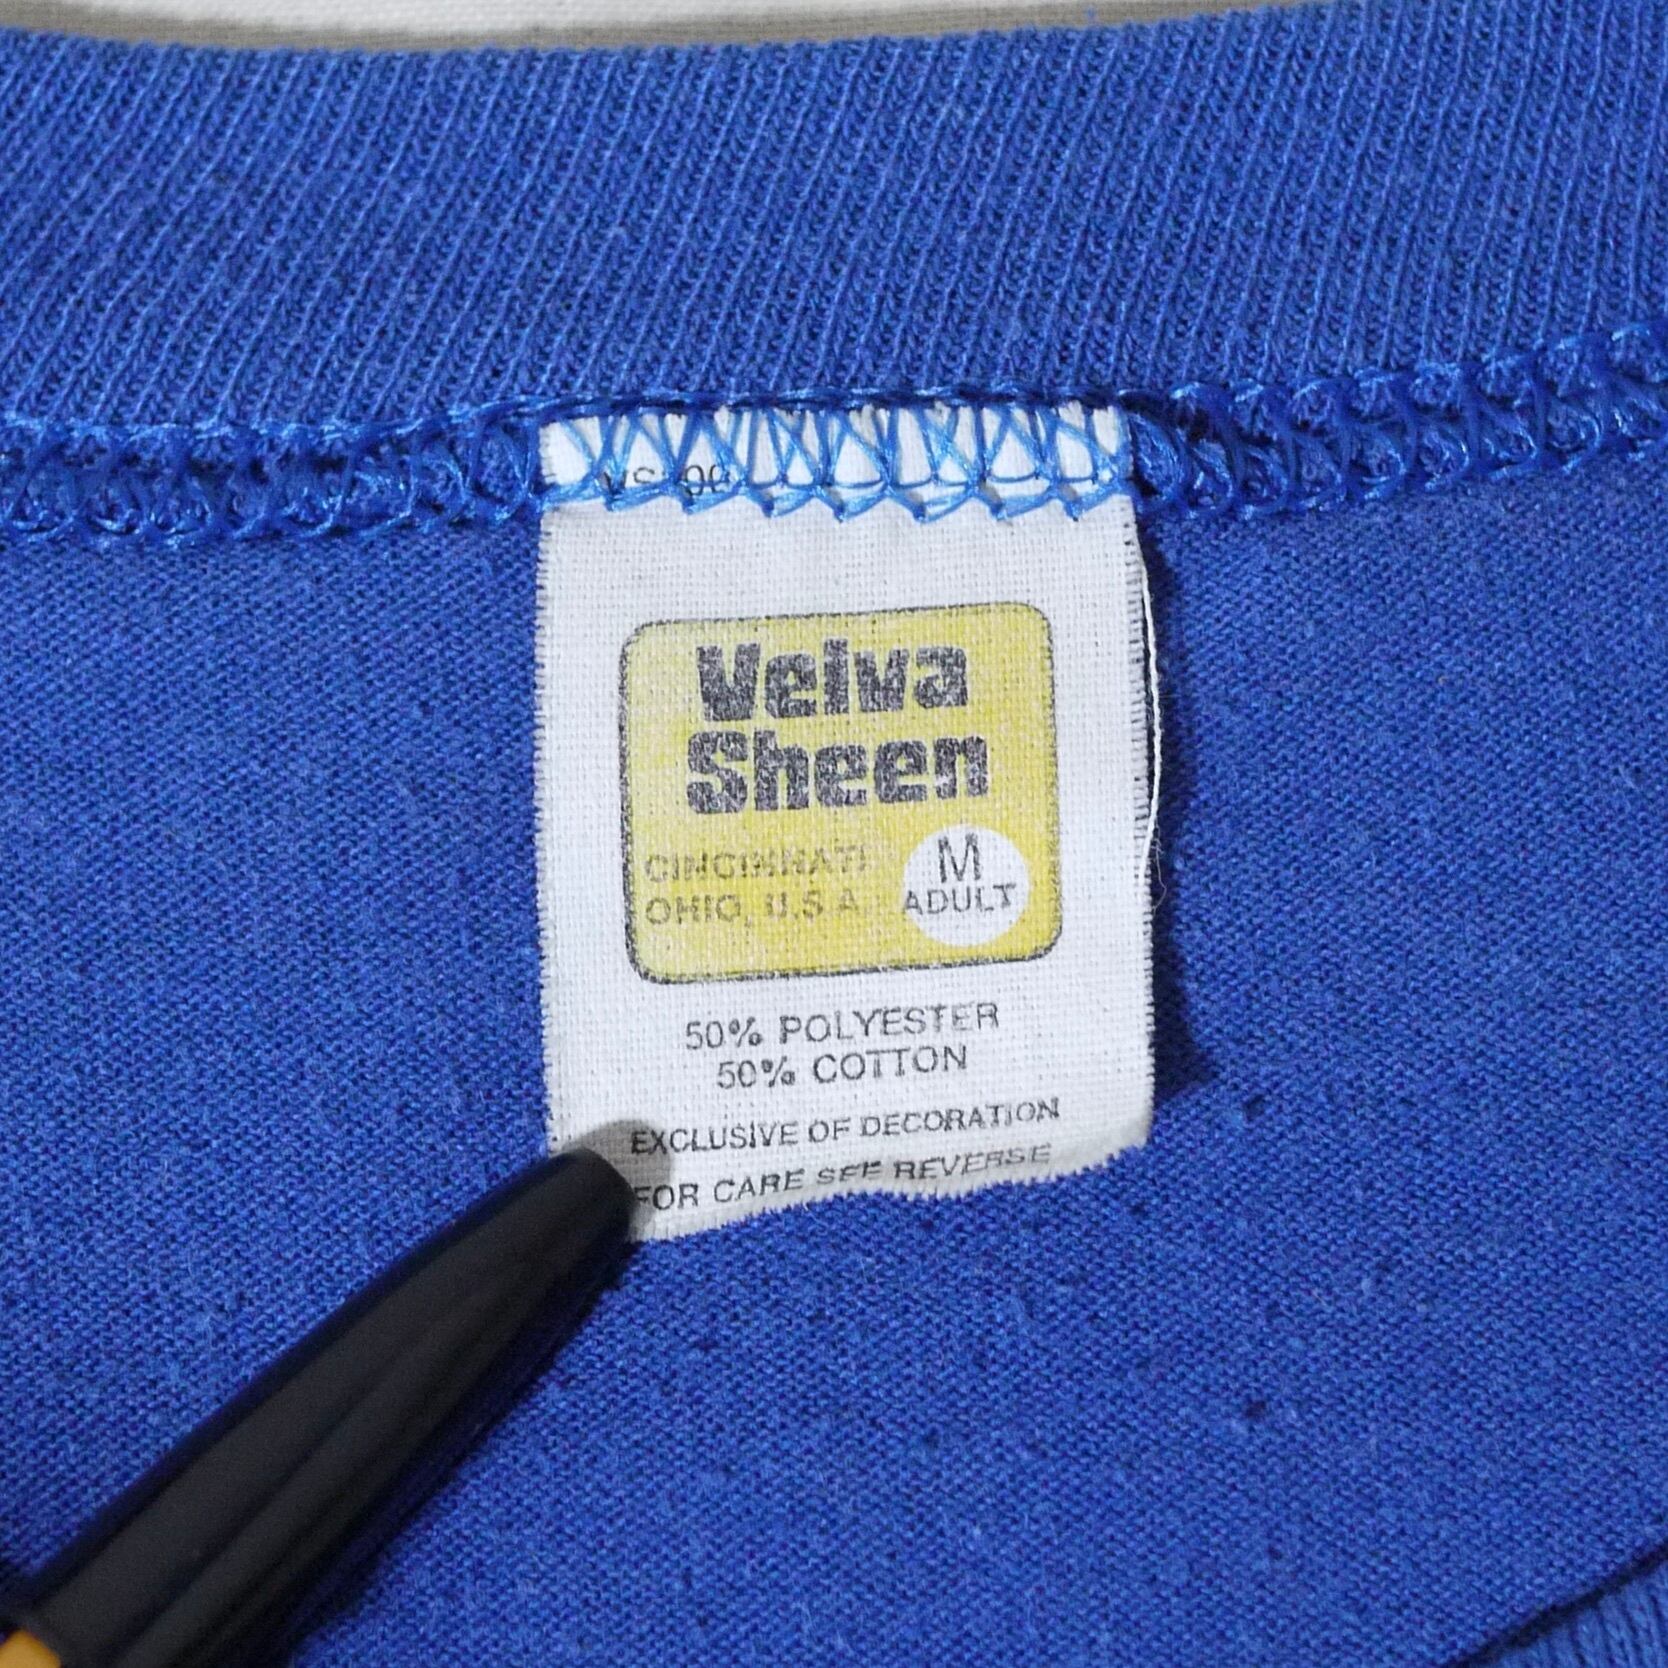 Velva
Sheen
CINCINNATI
OHIO, U.S.A.
M
ADULT
50% POLYESTER
50% COTTON
EXCLUSIVE OF DECORATION
FOR CARE SEE REVERSE